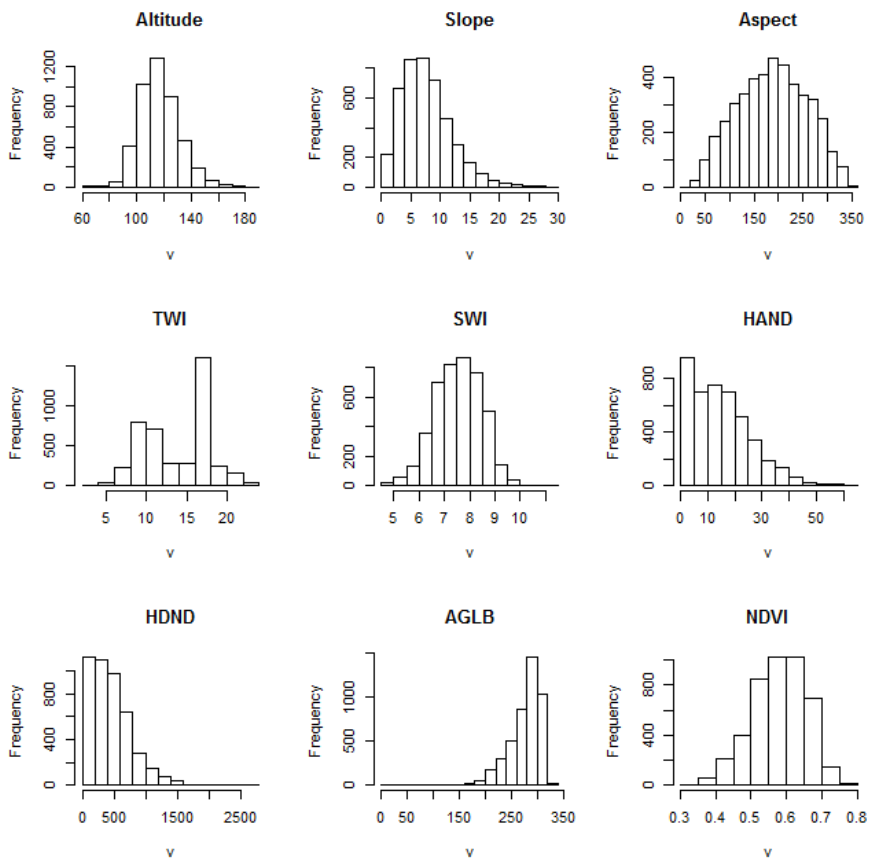 Altitude
Frequency
0 400 800 1200
60 100 140 180
v
Slope
Frequency
0 200 600
0 5 10 15 20 25 30
v
Aspect
Frequency
0 200 400
50 150 250 350
v
TWI
Frequency
0 500 1000
5 10 15 20
v
SWI
Frequency
0 200 600
5 6 7 8 9 10
v
HAND
Frequency
0 400 800
0 10 30 50
v
HDND
Frequency
0 400 800
0 500 1500 2500
v
AGLB
Frequency
0 500 1000
0 50 150 250 350
v
NDVI
Frequency
0 400 800
0.3 0.4 0.5 0.6 0.7 0.8
v